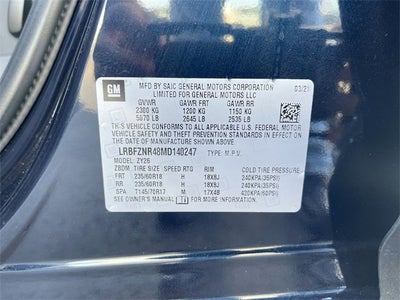 GM
MFD BY SAIC GENERAL MOTORS CORPORATION 03/21
LIMITED FOR GENERAL MOTORS LLC
GVWR GAWR FRT GAWR RR
2300 KG 1200 KG 1150 KG
5070 LB 2645 LB 2535 LB
THIS VEHICLE CONFORMS TO ALL APPLICABLE U.S. FEDERAL MOTOR
VEHICLE SAFETY AND THEFT PREVENTION STANDARDS
IN EFFECT ON THE DATE OF MANUFACTURE SHOWN ABOVE.
LRBFZNR48MD140247 TYPE: M.P.V.
MODEL: ZY26
ZBDM TIRE SIZE SPEED RTG RIM COLD TIRE PRESSURE
FRT 235/60R18 H 18X8J 240KPA(35PSI)
RR 235/60R18 H 18X8J 240KPA(35PSI)
SPA T145/70R17 M 17X4B 420KPA(60PSI)
SEE OWNER'S MANUAL FOR ADDITIONAL INFORMATION.